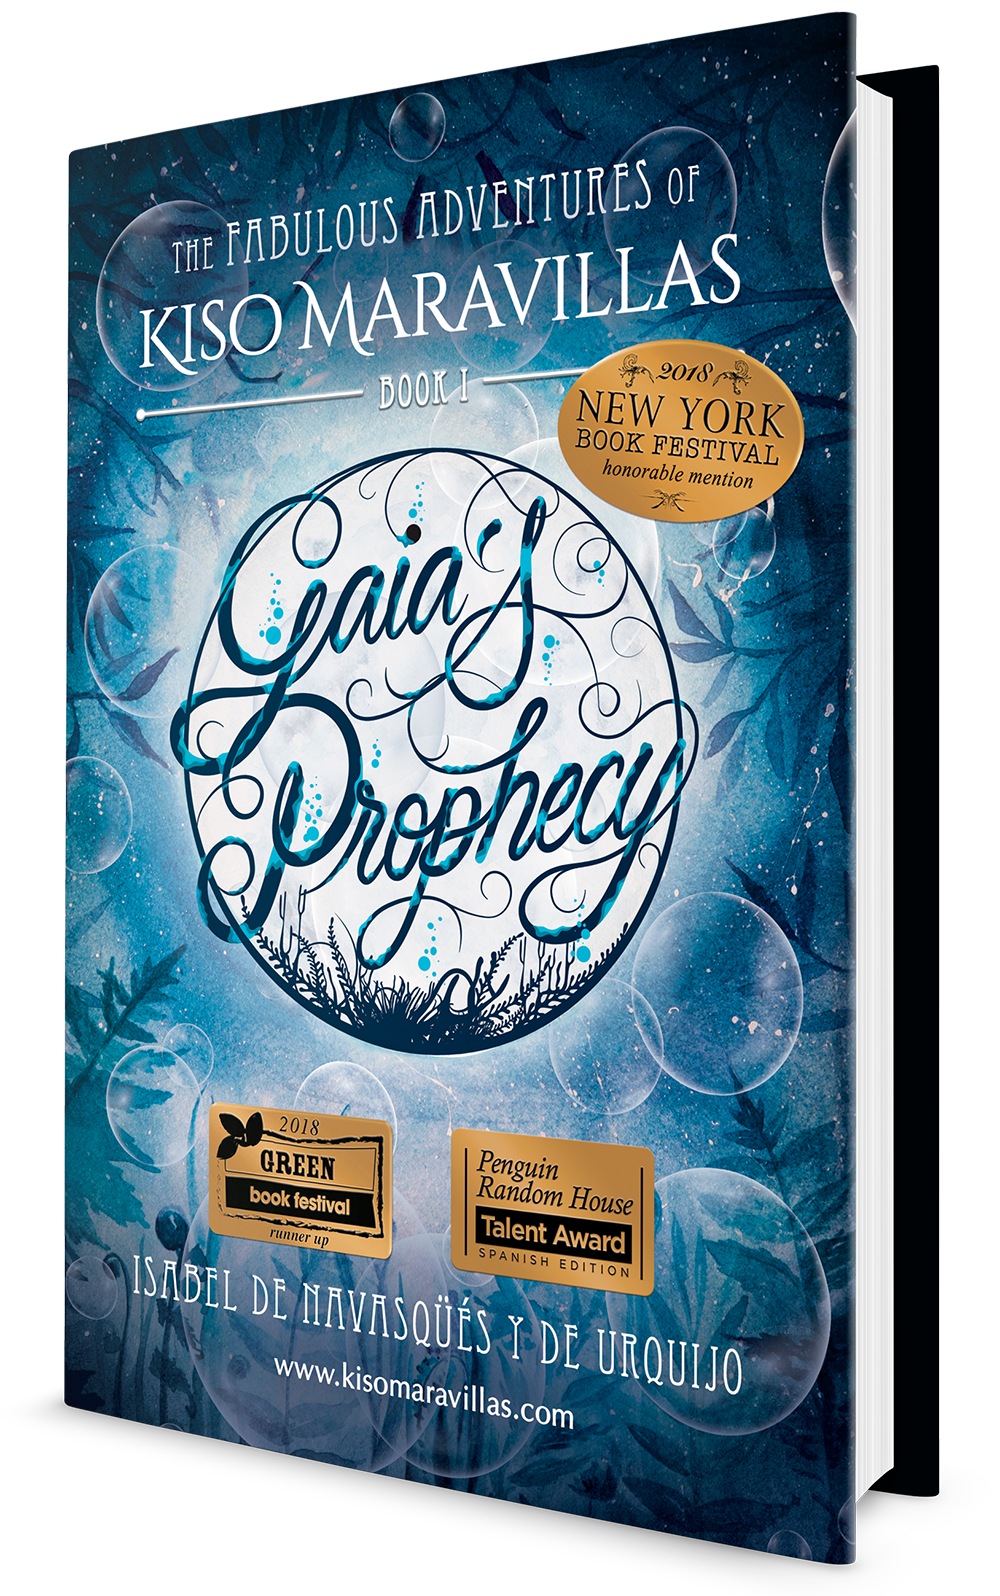 THE FABULOUS ADVENTURES OF
KISO MARAVILLAS
BOOK I
2018
NEW YORK
BOOK FESTIVAL
honorable mention
Gaia's
Prophecy
2018
GREEN
book festival
runner up
Penguin
Random House
Talent Award
SPANISH EDITION
ISABEL DE NAVASQÜÉS Y DE URQUIJO
www.kisomaravillas.com